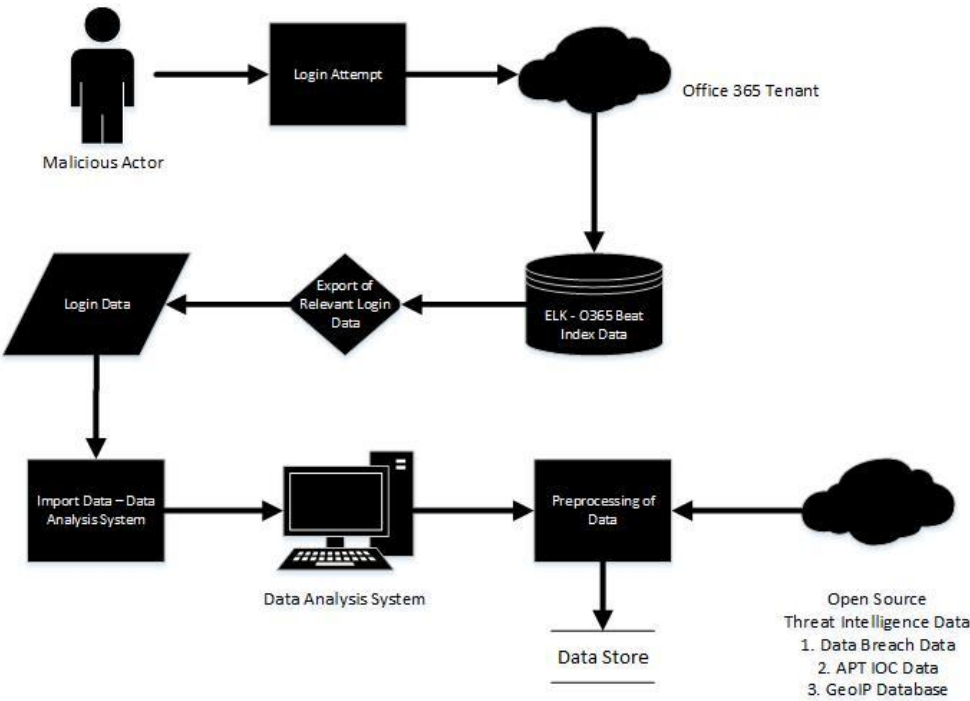 Login Attempt
Office 365 Tenant
Malicious Actor
Login Data
Export of
Relevant Login
Data
ELK - O365 Beat
Index Data
Import Data – Data
Analysis System
Preprocessing of
Data
Data Analysis System
Data Store
Open Source
Threat Intelligence Data
1. Data Breach Data
2. APT IOC Data
3. GeoIP Database